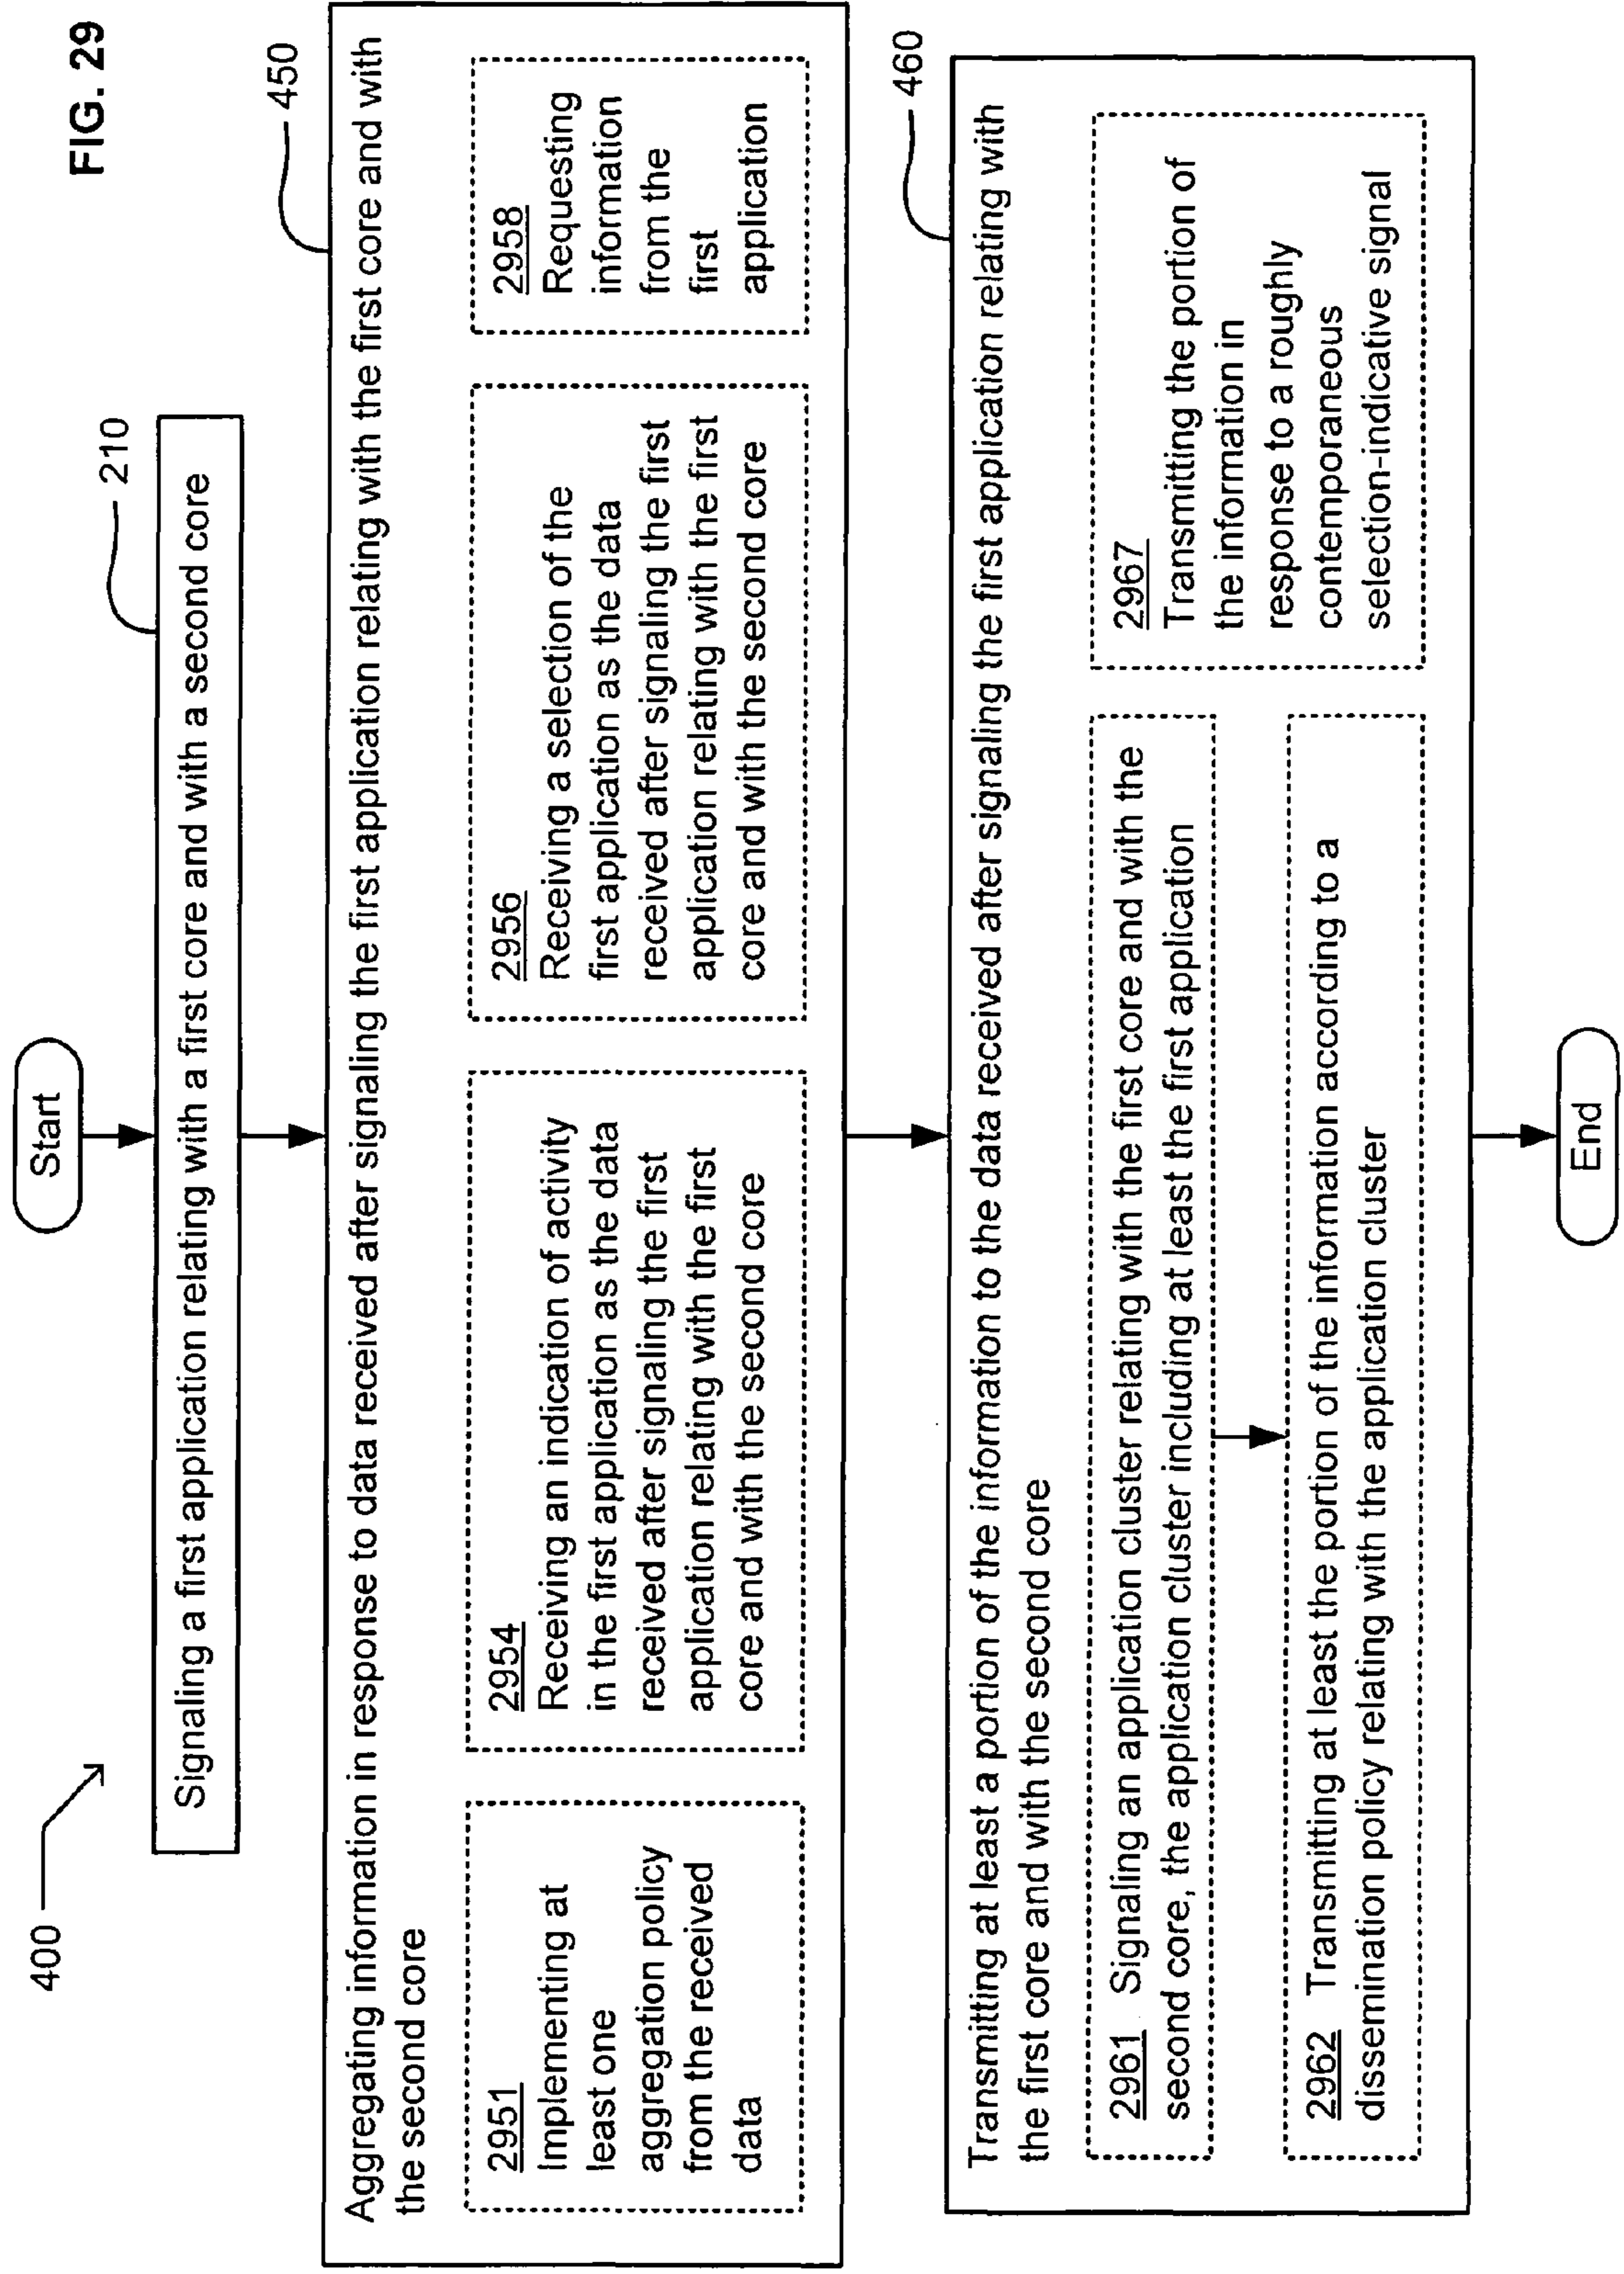 FIG. 29
400
Start
210
Signaling a first application relating with a first core and with a second core
450
Aggregating information in response to data received after signaling the first application relating with the first core and with
the second core
2951
Implementing at
least one
aggregation policy
from the received
data
2954
Receiving an indication of activity
in the first application as the data
received after signaling the first
application relating with the first
core and with the second core
2956
Receiving a selection of the
first application as the data
received after signaling the first
application relating with the first
core and with the second core
2958
Requesting
information
from the
first
application
460
Transmitting at least a portion of the information to the data received after signaling the first application relating with
the first core and with the second core
2961 Signaling an application cluster relating with the first core and with the
second core, the application cluster including at least the first application
2962 Transmitting at least the portion of the information according to a
dissemination policy relating with the application cluster
2967
Transmitting the portion of
the information in
response to a roughly
contemporaneous
selection-indicative signal
End